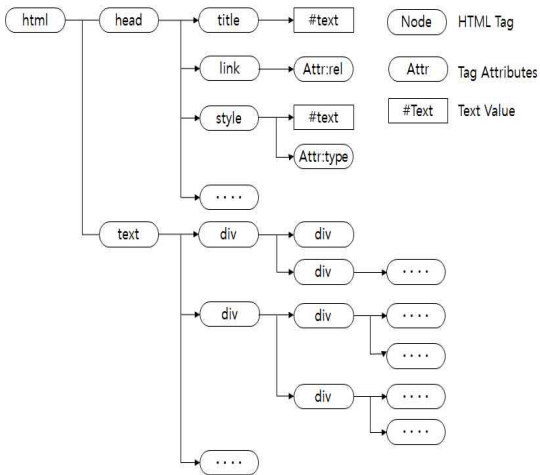 html head title #text Node HTML Tag
link Attr:rel Attr Tag Attributes
style #text #Text Text Value
Attr:type
....
text div div
div ....
div div ....
....
div ....
....
....